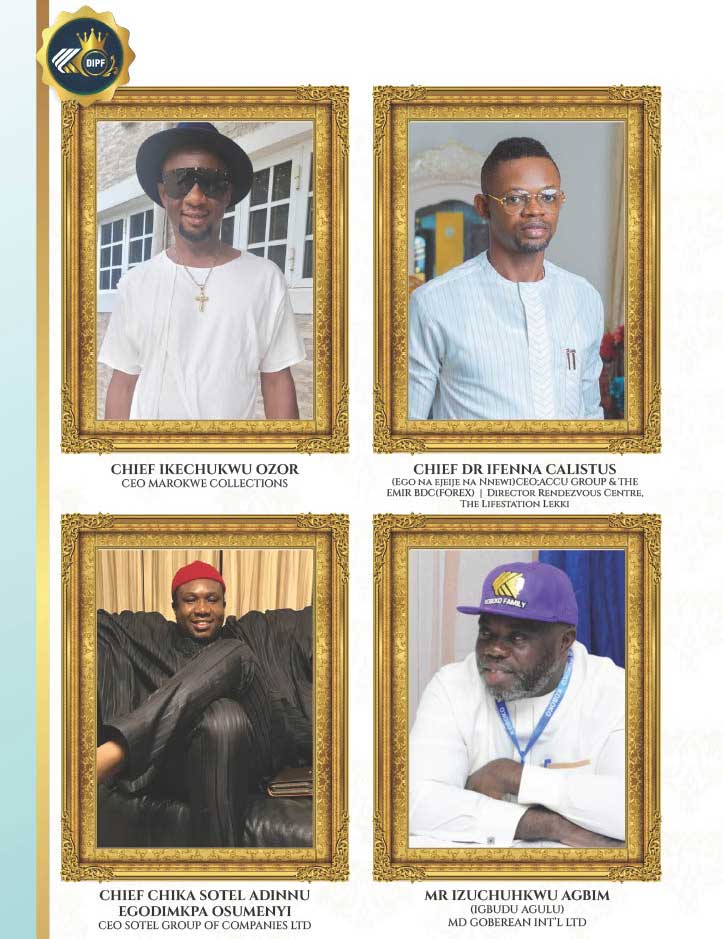 DIPF
CHIEF IKECHUKWU OZOR
CEO MAROKWE COLLECTIONS
CHIEF DR IFENNA CALISTUS
(EGO NA EJEIJE NA NNEWI)CEO;ACCU GROUP & THE
EMIR BDC(FOREX) | DIRECTOR RENDEZVOUS CENTRE,
THE LIFESTATION LEKKI
FAMILY
CHIEF CHIKA SOTEL ADINNU
EGODIMKPA OSUMENYI
CEO SOTEL GROUP OF COMPANIES LTD
MR IZUCHUHKWU AGBIM
(IGBUDU AGULU)
MD GOBEREAN INT'L LTD